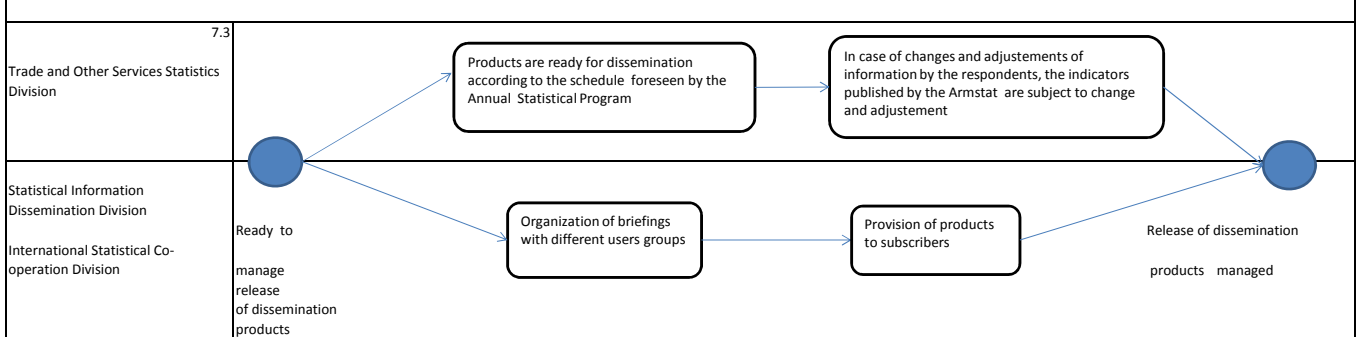 7.3
Trade and Other Services Statistics
Division
Products are ready for dissemination
according to the schedule foreseen by the
Annual Statistical Program
In case of changes and adjustements of
information by the respondents, the indicators
published by the Armstat are subject to change
and adjustement
Statistical Information
Dissemination Division
International Statistical Co-
operation Division
Ready to
manage
release
of dissemination
products
Organization of briefings
with different users groups
Provision of products
to subscribers
Release of dissemination
products managed